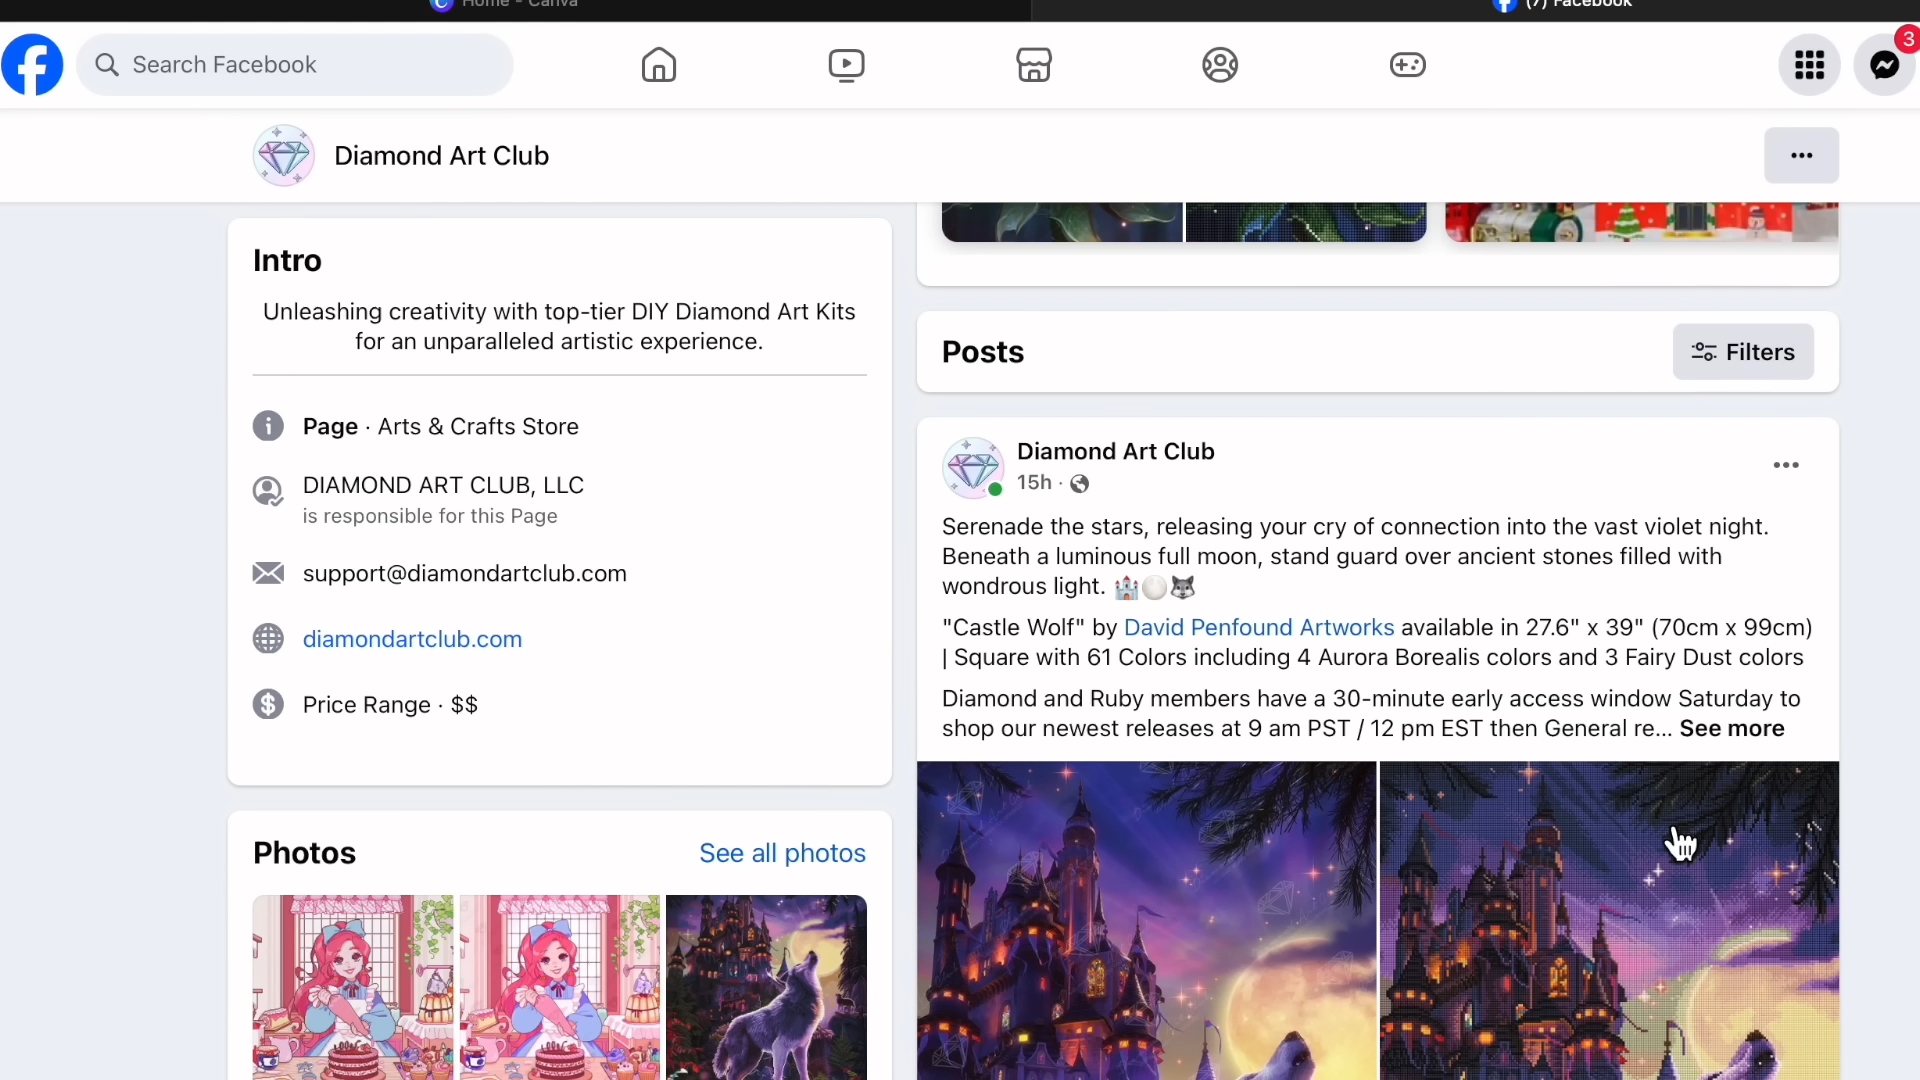 Home - Canva
(7) Facebook
Search Facebook
3
Diamond Art Club
Intro
Unleashing creativity with top-tier DIY Diamond Art Kits
for an unparalleled artistic experience.
Page · Arts & Crafts Store
DIAMOND ART CLUB, LLC
is responsible for this Page
support@diamondartclub.com
diamondartclub.com
Price Range · $$
Photos
See all photos
Posts
Filters
Diamond Art Club
15h ·
Serenade the stars, releasing your cry of connection into the vast violet night.
Beneath a luminous full moon, stand guard over ancient stones filled with
wondrous light. 🏰🌕🐺
"Castle Wolf" by David Penfound Artworks available in 27.6" x 39" (70cm x 99cm)
| Square with 61 Colors including 4 Aurora Borealis colors and 3 Fairy Dust colors
Diamond and Ruby members have a 30-minute early access window Saturday to
shop our newest releases at 9 am PST / 12 pm EST then General re... See more